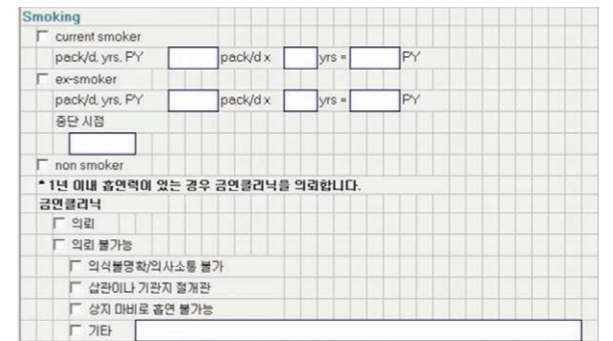 Smoking
current smoker
pack/d, yrs, PY pack/d x yrs = PY
ex-smoker
pack/d, yrs, PY pack/d x yrs = PY
중단 시점
non smoker
* 1년 이내 흡연력이 있는 경우 금연클리닉을 의뢰합니다.
금연클리닉
의뢰
의뢰 불가능
의식불명확/의사소통 불가
삽관이나 기관지 절개관
상지 마비로 흡연 불가능
기타